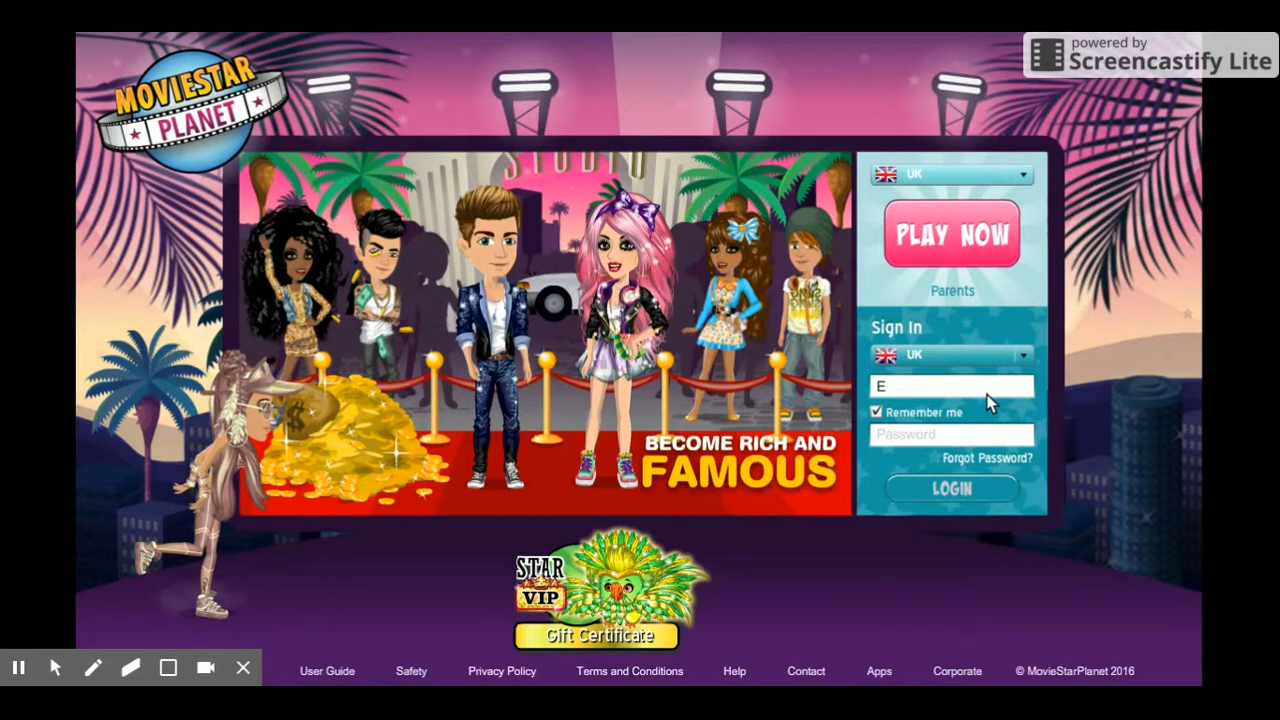 powered by
Screencastify Lite
MOVIESTAR
PLANET
STUDIO
UK
PLAY NOW
Parents
Sign In
UK
E
Remember me
Password
Forgot Password?
LOGIN
BECOME RICH AND
FAMOUS
STAR
VIP
Gift Certificate
User Guide
Safety
Privacy Policy
Terms and Conditions
Help
Contact
Apps
Corporate
© MovieStarPlanet 2016